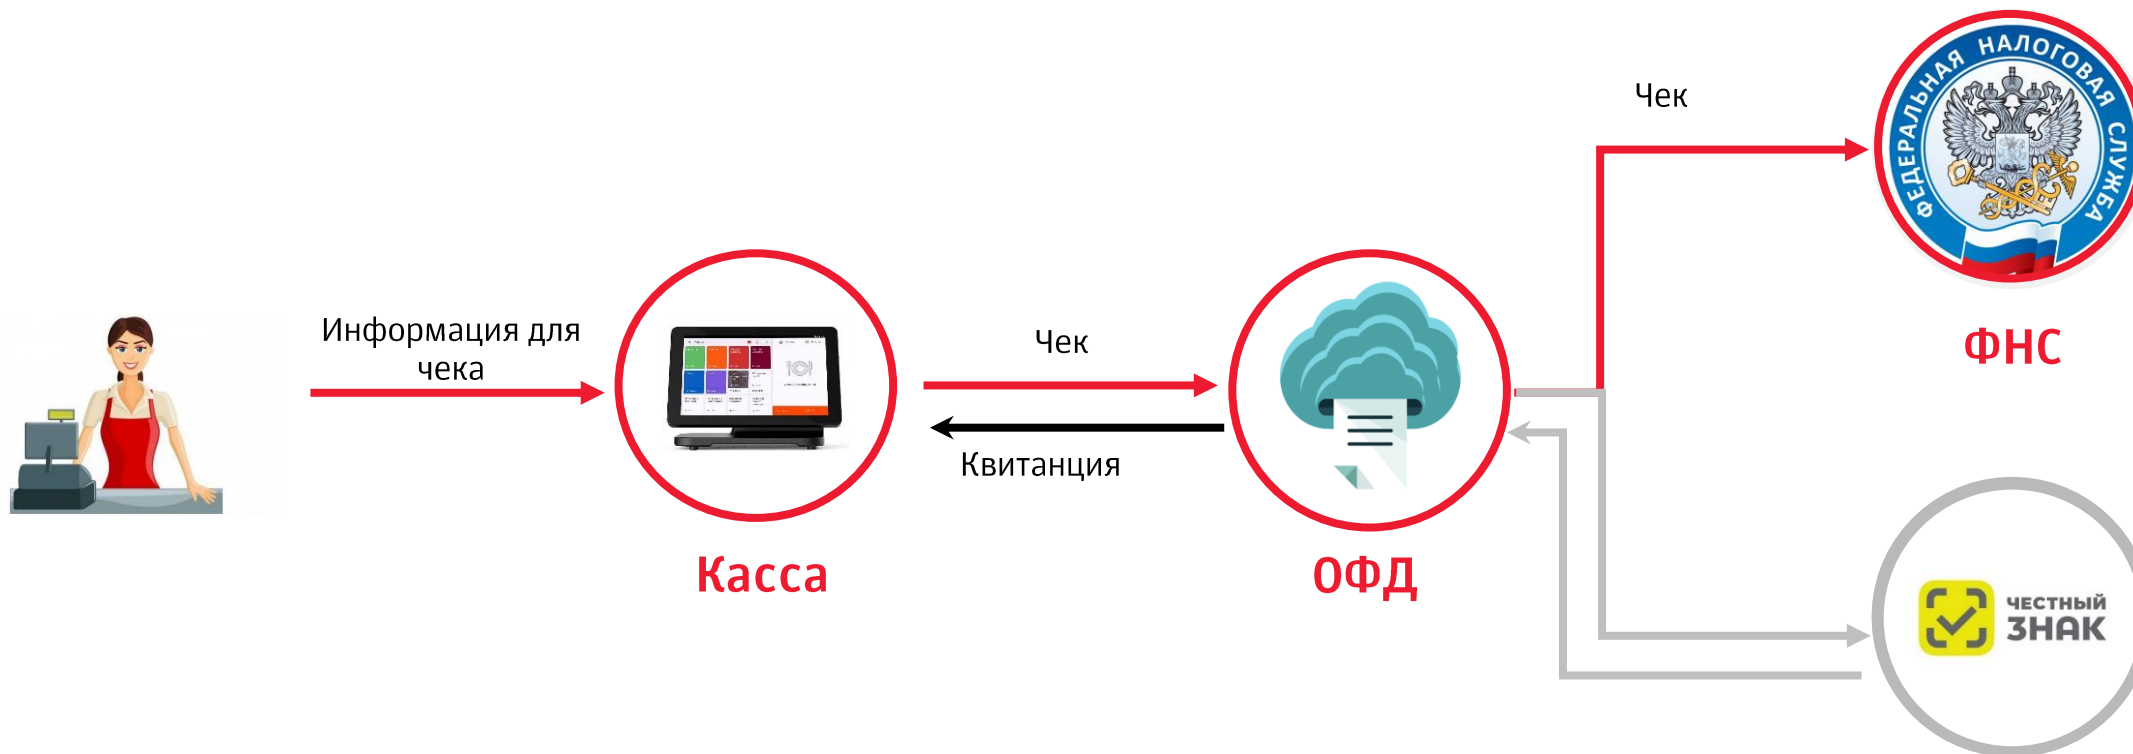 Чек
ФЕДЕРАЛЬНАЯ НАЛОГОВАЯ СЛУЖБА
ФНС
Информация для
чека
Чек
Квитанция
Касса
ОФД
ЧЕСТНЫЙ
ЗНАК